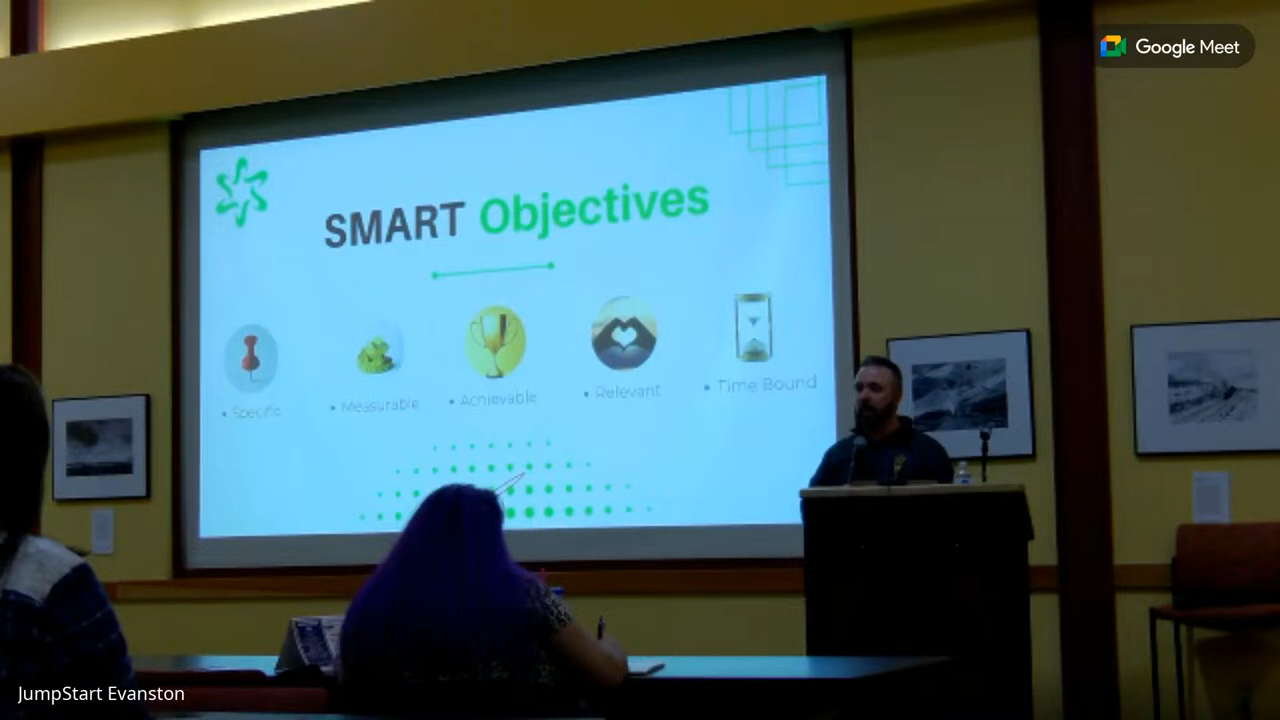 Google Meet
SMART Objectives
• Specific
• Measurable
• Achievable
• Relevant
• Time Bound
JumpStart Evanston